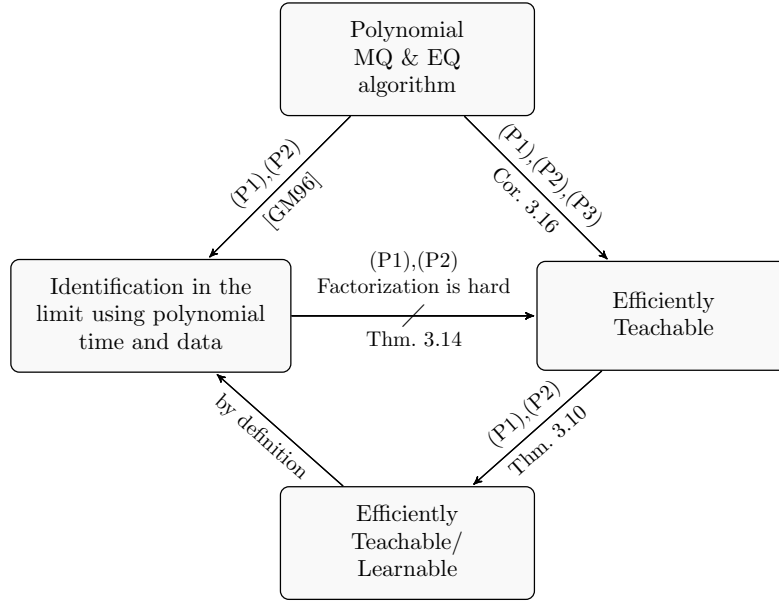 Polynomial
MQ & EQ
algorithm
(P1),(P2)
[GM96]
(P1),(P2),(P3)
Cor. 3.16
Identification in the
limit using polynomial
time and data
(P1),(P2)
Factorization is hard
Thm. 3.14
Efficiently
Teachable
by definition
(P1),(P2)
Thm. 3.10
Efficiently
Teachable/
Learnable